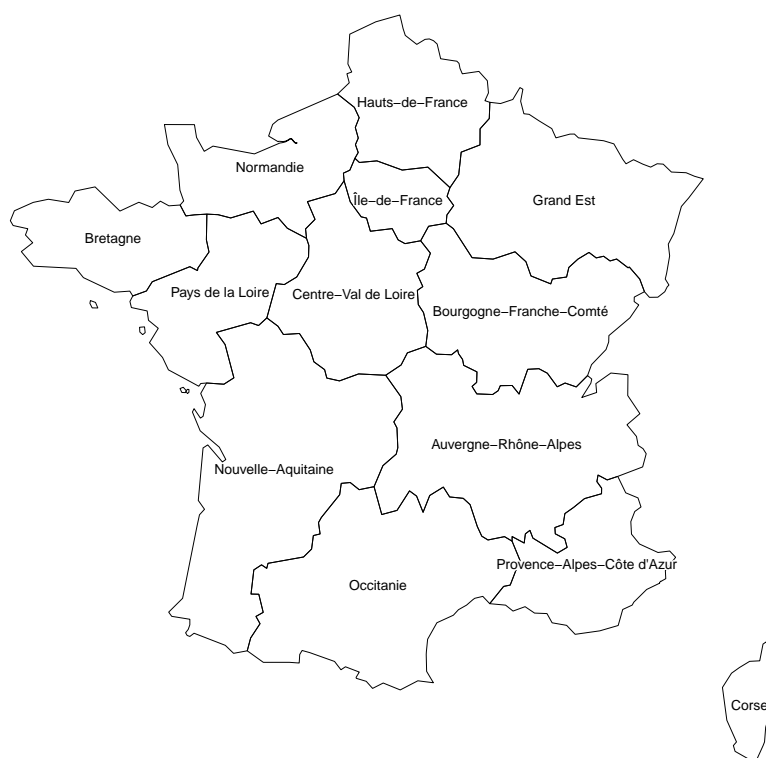 Hauts−de−France
Normandie
Île−de−France
Grand Est
Bretagne
Pays de la Loire
Centre−Val de Loire
Bourgogne−Franche−Comté
Auvergne−Rhône−Alpes
Nouvelle−Aquitaine
Provence−Alpes−Côte d'Azur
Occitanie
Corse